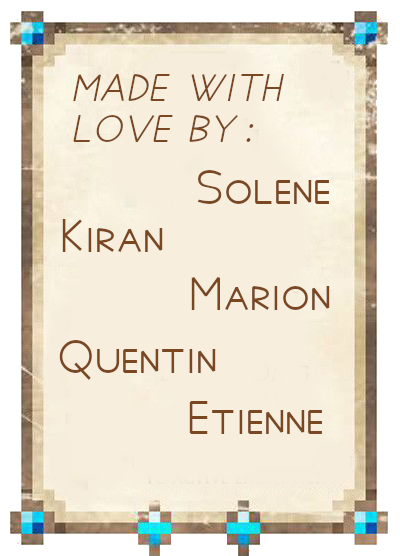 MADE WITH
LOVE BY :
SOLENE
KIRAN
MARION
QUENTIN
ETIENNE